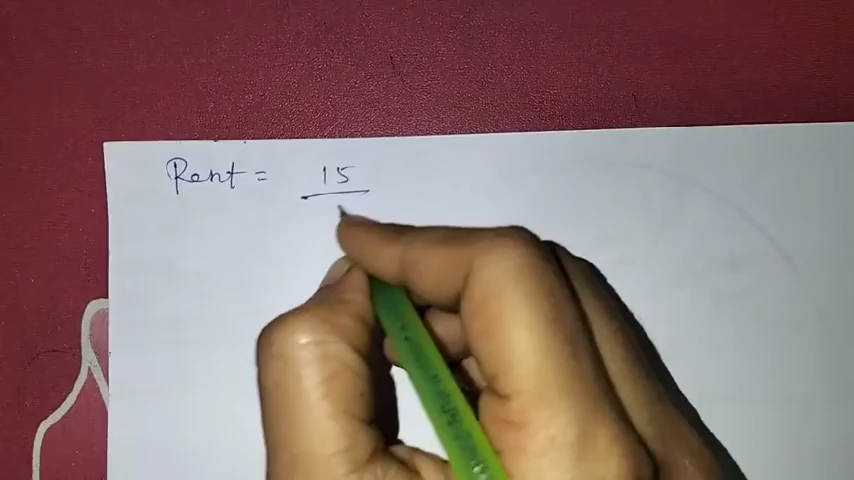 Rent = 15